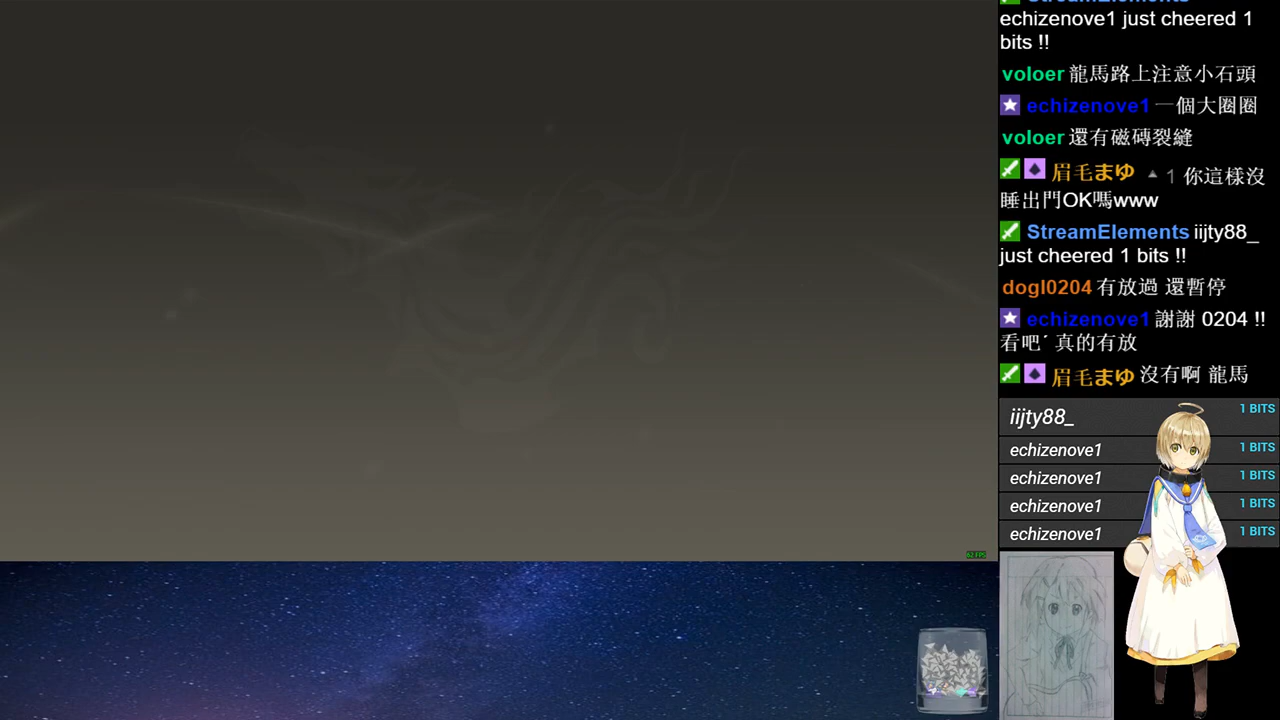 StreamElements
echizenove1 just cheered 1
bits !!
voloer 龍馬路上注意小石頭
echizenove1 一個大圈圈
voloer 還有磁磚裂縫
眉毛まゆ ▲ 1 你這樣沒
睡出門OK嗎www
StreamElements iijty88_
just cheered 1 bits !!
dogl0204 有放過 還暫停
echizenove1 謝謝 0204 !!
看吧ˊ 真的有放
眉毛まゆ 沒有啊 龍馬
iijty88_ 1 BITS
echizenove1 1 BITS
echizenove1 1 BITS
echizenove1 1 BITS
echizenove1 1 BITS
62 FPS